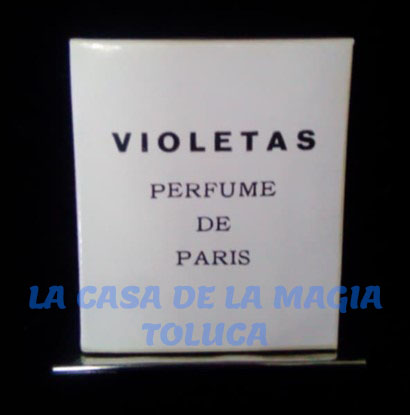 VIOLETAS
PERFUME
DE
PARIS
LA CASA DE LA MAGIA
TOLUCA